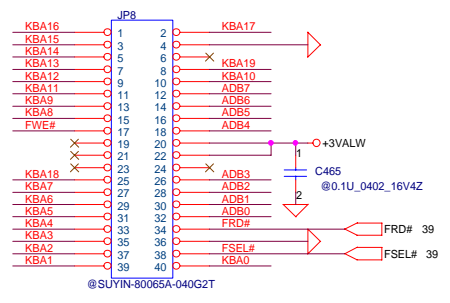 JP8
KBA16 1 2 KBA17
KBA15 3 4
KBA14 5 6
KBA13 7 8 KBA19
KBA12 9 10 KBA10
KBA11 11 12 ADB7
KBA9 13 14 ADB6
KBA8 15 16 ADB5
FWE# 17 18 ADB4
19 20 +3VALW
21 22 1
23 24 C465
KBA18 25 26 ADB3 @0.1U_0402_16V4Z
KBA7 27 28 ADB2 2
KBA6 29 30 ADB1
KBA5 31 32 ADB0
KBA4 33 34 FRD# FRD# 39
KBA3 35 36
KBA2 37 38 FSEL# FSEL# 39
KBA1 39 40 KBA0
@SUYIN-80065A-040G2T